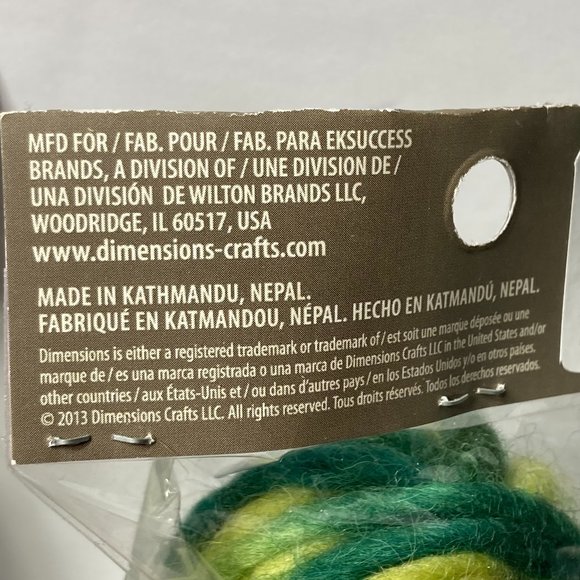 MFD FÒR / FAB. POUR / FAB. PARA EKSUCCESS
BRANDS, A DIVISION OF / UNE DIVISION DE /
UNA DIVISIÓN DE WILTON BRANDS LLC,
WOODRIDGE, IL 60517, USA
www.dimensions-crafts.com
MADE IN KATHMANDU, NEPAL.
FABRIQUÉ EN KATMANDOU, NÉPAL. HECHO EN KATMANDÚ, NEPAL.
Dimensions is either a registered trademark or trademark of / est soit une marque déposée ou une
marque de / es una marca registrada o una marca de Dimensions Crafts LLC in the United States and/or
other countries / aux États-Unis et / ou dans d'autres pays / en los Estados Unidos y/o en otros países.
© 2013 Dimensions Crafts LLC. All rights reserved. Tous droits réservés. Todos los derechos reservados.